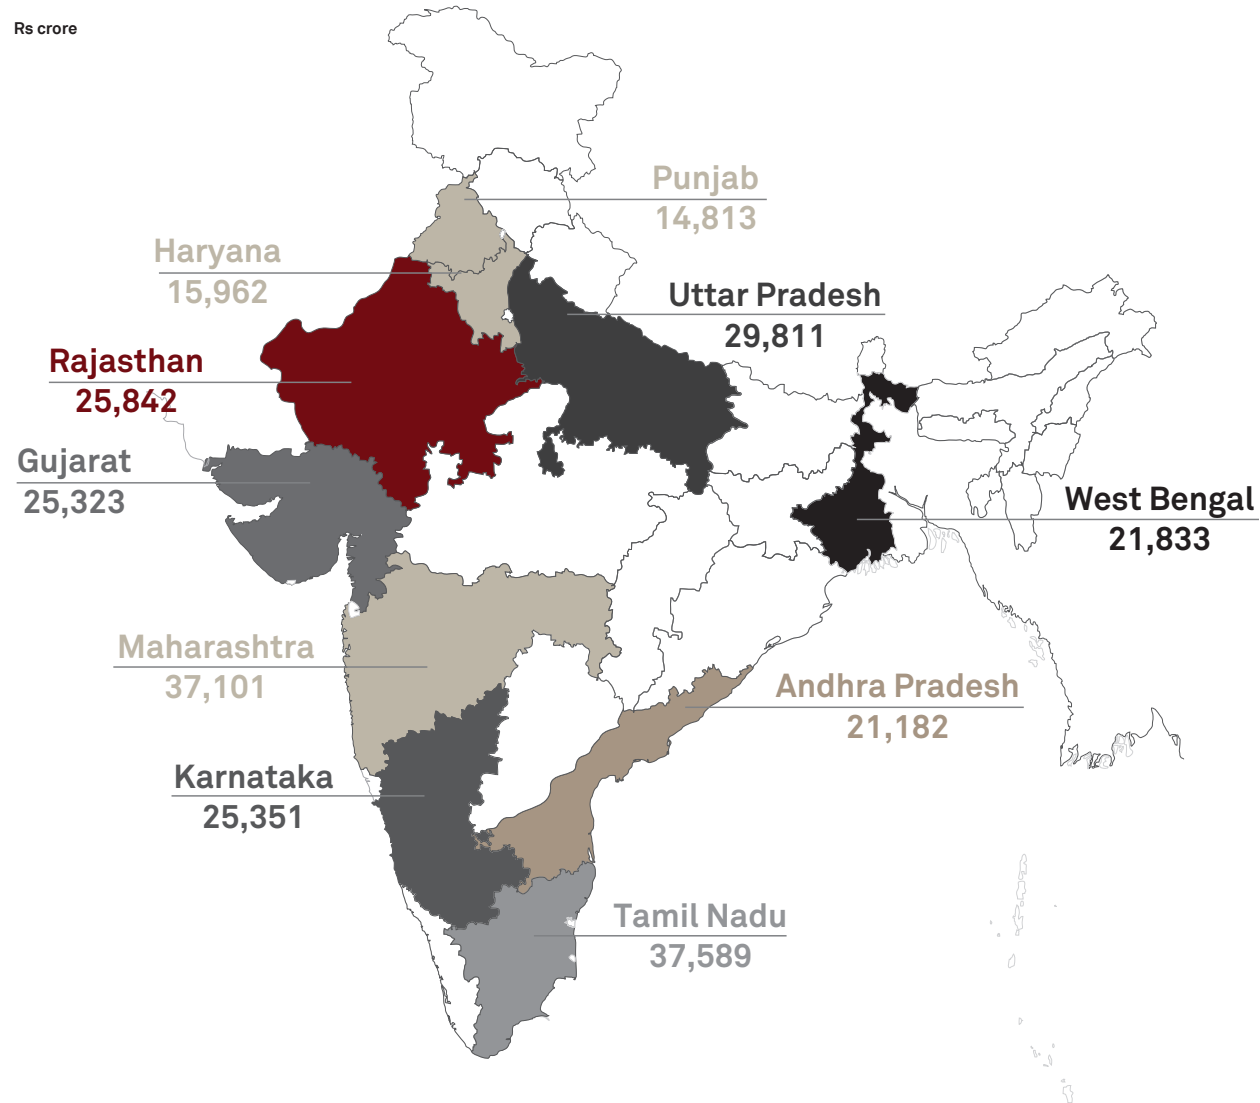 Rs crore
Punjab
14,813
Haryana
15,962
Uttar Pradesh
29,811
Rajasthan
25,842
Gujarat
25,323
West Bengal
21,833
Maharashtra
37,101
Andhra Pradesh
21,182
Karnataka
25,351
Tamil Nadu
37,589